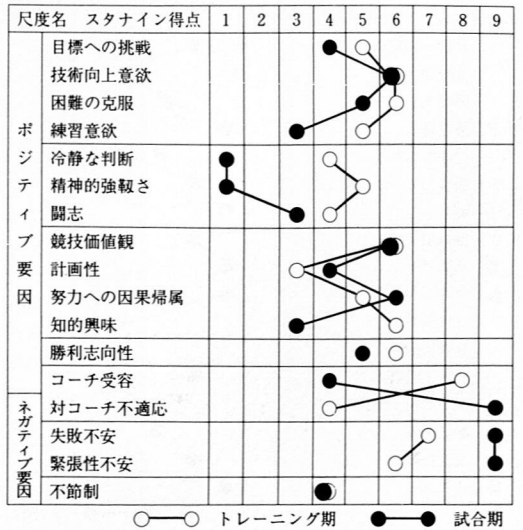 尺度名 スタナイン得点 1 2 3 4 5 6 7 8 9
ポジティブ要因
目標への挑戦
技術向上意欲
困難の克服
練習意欲
冷静な判断
精神的強靱さ
闘志
競技価値観
計画性
努力への因果帰属
知的興味
勝利志向性
コーチ受容
ネガティブ要因
対コーチ不適応
失敗不安
緊張性不安
不節制
トレーニング期 試合期